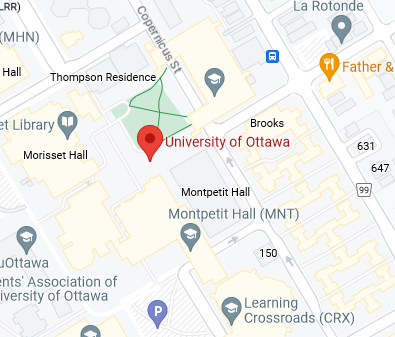 LRR)
Copernicus St
La Rotonde
(MHN)
Hall
Thompson Residence
Father &
et Library
Brooks
University of Ottawa
631
Morisset Hall
647
Montpetit Hall
99
Montpetit Hall (MNT)
150
uOttawa
ents' Association of
niversity of Ottawa
P
Learning
Crossroads (CRX)